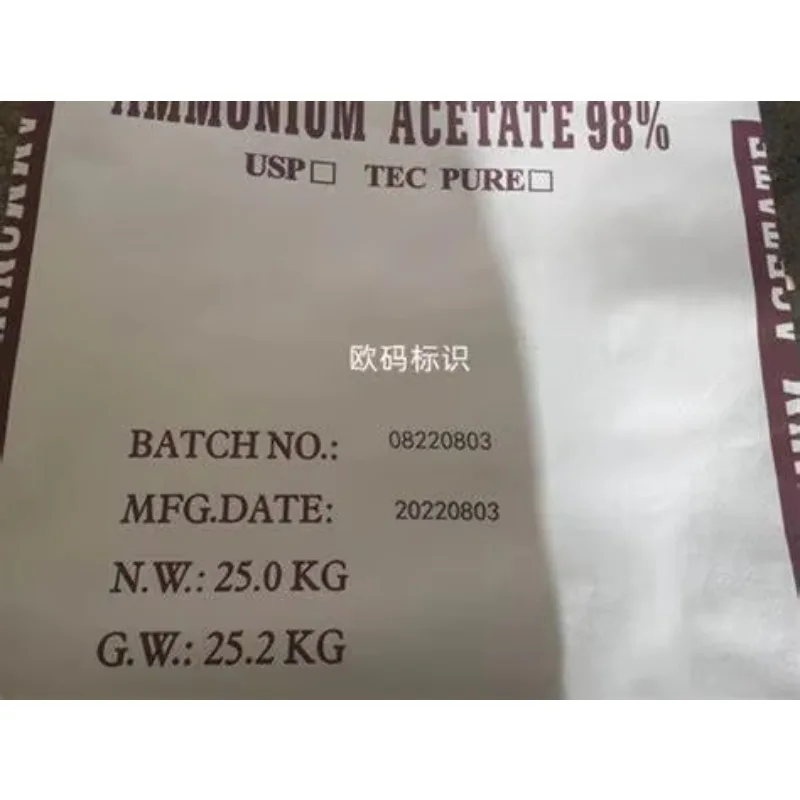 AMMONIUM ACETATE 98%
USP□ TEC PURE□
欧码标识
BATCH NO.: 08220803
MFG.DATE: 20220803
N.W.: 25.0 KG
G.W.: 25.2 KG
ACETATE